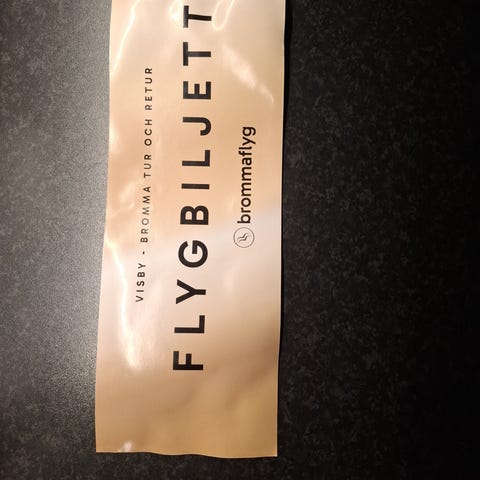 VISBY - BROMMA TUR OCH RETUR
FLYGBILJETT
brommaflyg